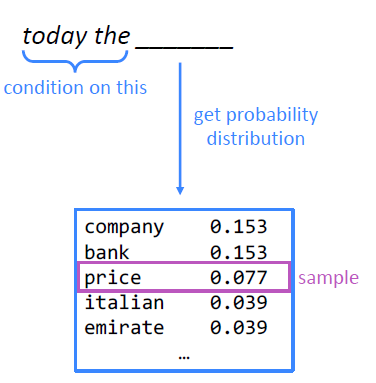 today the _______
condition on this
get probability
distribution
company 0.153
bank 0.153
price 0.077 sample
italian 0.039
emirate 0.039
…